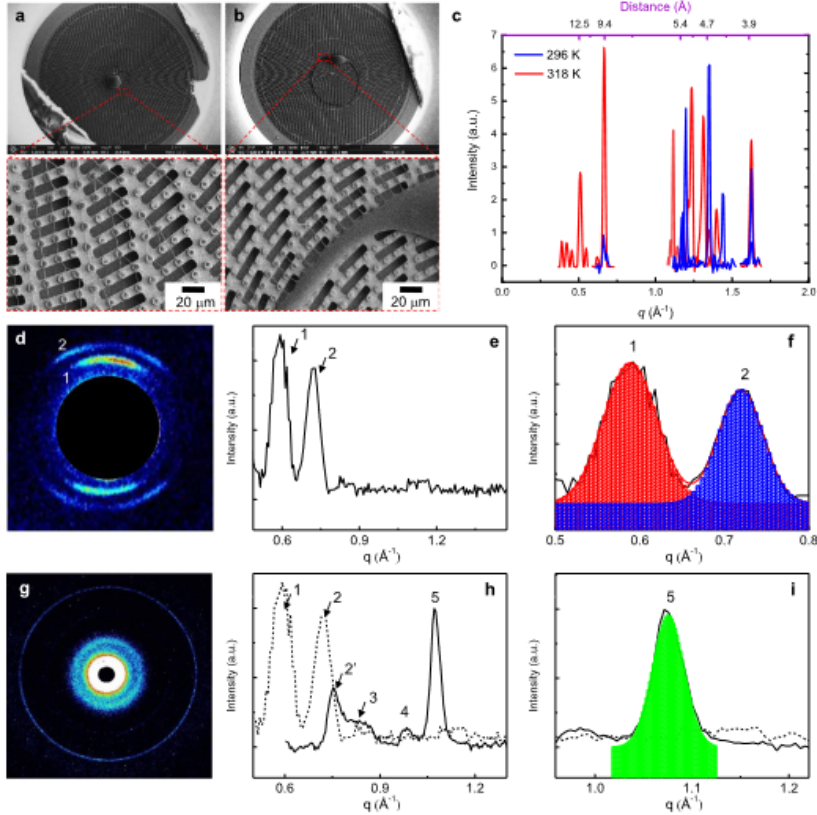 a
b
20 μm
20 μm
c
Distance (Å)
12.5 9.4 5.4 4.7 3.9
296 K
318 K
Intensity (a.u.)
7
6
5
4
3
2
1
0
0.0 0.5 1.0 1.5 2.0
q (Å⁻¹)
d
2
1
e
1
2
Intensity (a.u.)
0.6 0.9 1.2
q (Å⁻¹)
f
1
2
Intensity (a.u.)
0.5 0.6 0.7 0.8
q (Å⁻¹)
g
h
1
2
5
2'
3
4
Intensity (a.u.)
0.6 0.9 1.2
q (Å⁻¹)
i
5
Intensity (a.u.)
1.0 1.1 1.2
q (Å⁻¹)